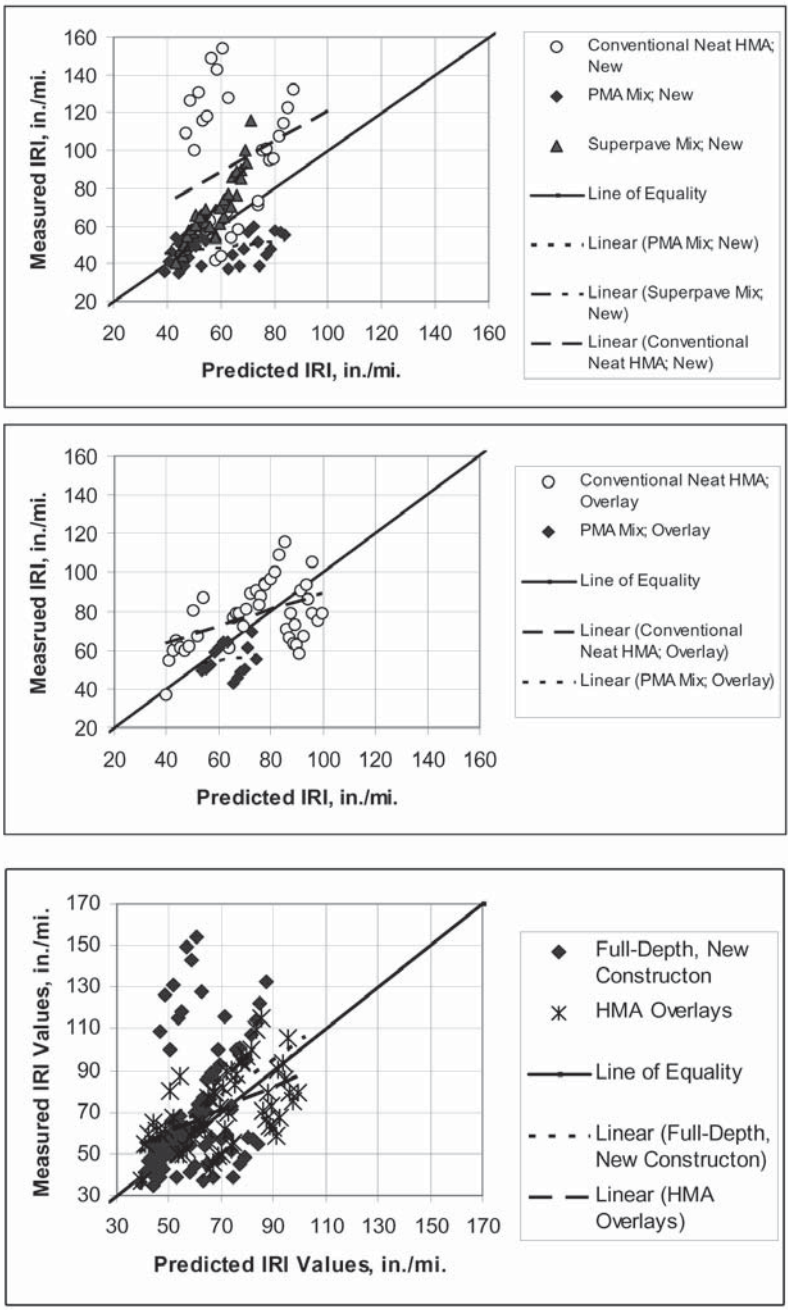 160
140
120
100
80
60
40
20
Measured IRI, in./mi.
20 40 60 80 100 120 140 160
Predicted IRI, in./mi.
Conventional Neat HMA;
New
PMA Mix; New
Superpave Mix; New
Line of Equality
Linear (PMA Mix; New)
Linear (Superpave Mix;
New)
Linear (Conventional
Neat HMA; New)
160
140
120
100
80
60
40
20
Measrued IRI, in./mi.
20 40 60 80 100 120 140 160
Predicted IRI, in./mi.
Conventional Neat HMA;
Overlay
PMA Mix; Overlay
Line of Equality
Linear (Conventional
Neat HMA; Overlay)
Linear (PMA Mix; Overlay)
170
150
130
110
90
70
50
30
Measured IRI Values, in./mi.
30 50 70 90 110 130 150 170
Predicted IRI Values, in./mi.
Full-Depth, New
Constructon
HMA Overlays
Line of Equality
Linear (Full-Depth,
New Constructon)
Linear (HMA
Overlays)